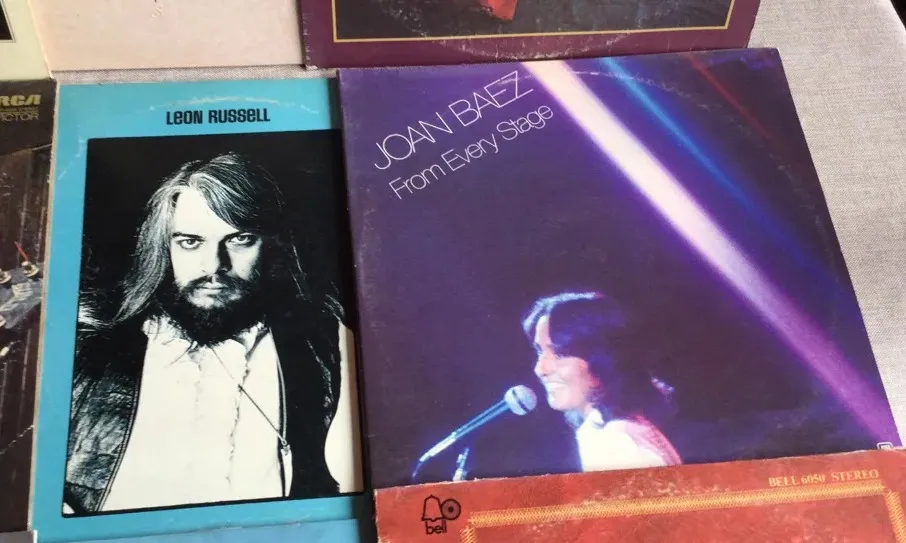 RCA
VICTOR
LEON RUSSELL
JOAN BAEZ
From Every Stage
BELL 6050 STEREO
bell